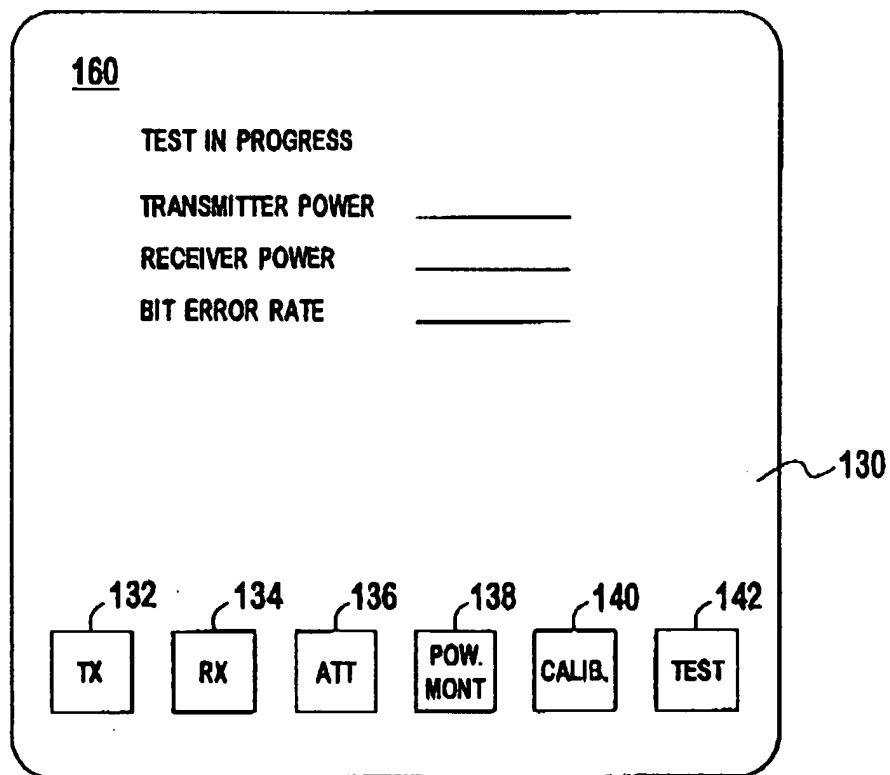 160
TEST IN PROGRESS
TRANSMITTER POWER
RECEIVER POWER
BIT ERROR RATE
130
132 134 136 138 140 142
TX RX ATT POW. MONT CALIB. TEST